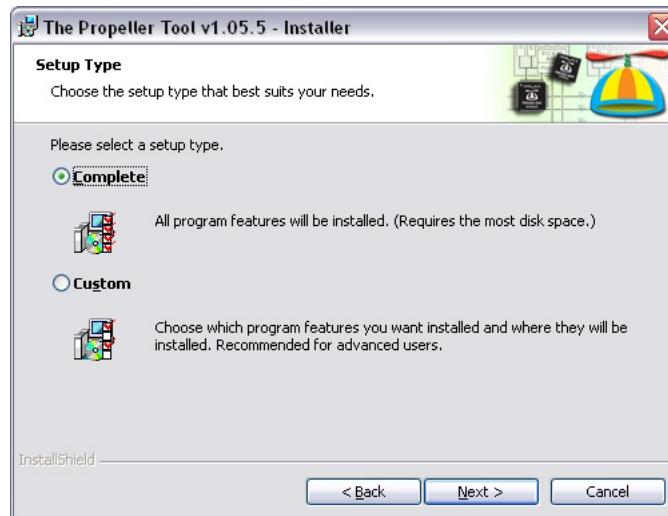 The Propeller Tool v1.05.5 - Installer
Setup Type
Choose the setup type that best suits your needs.
Please select a setup type.
Complete
All program features will be installed. (Requires the most disk space.)
Custom
Choose which program features you want installed and where they will be
installed. Recommended for advanced users.
InstallShield
< Back
Next >
Cancel